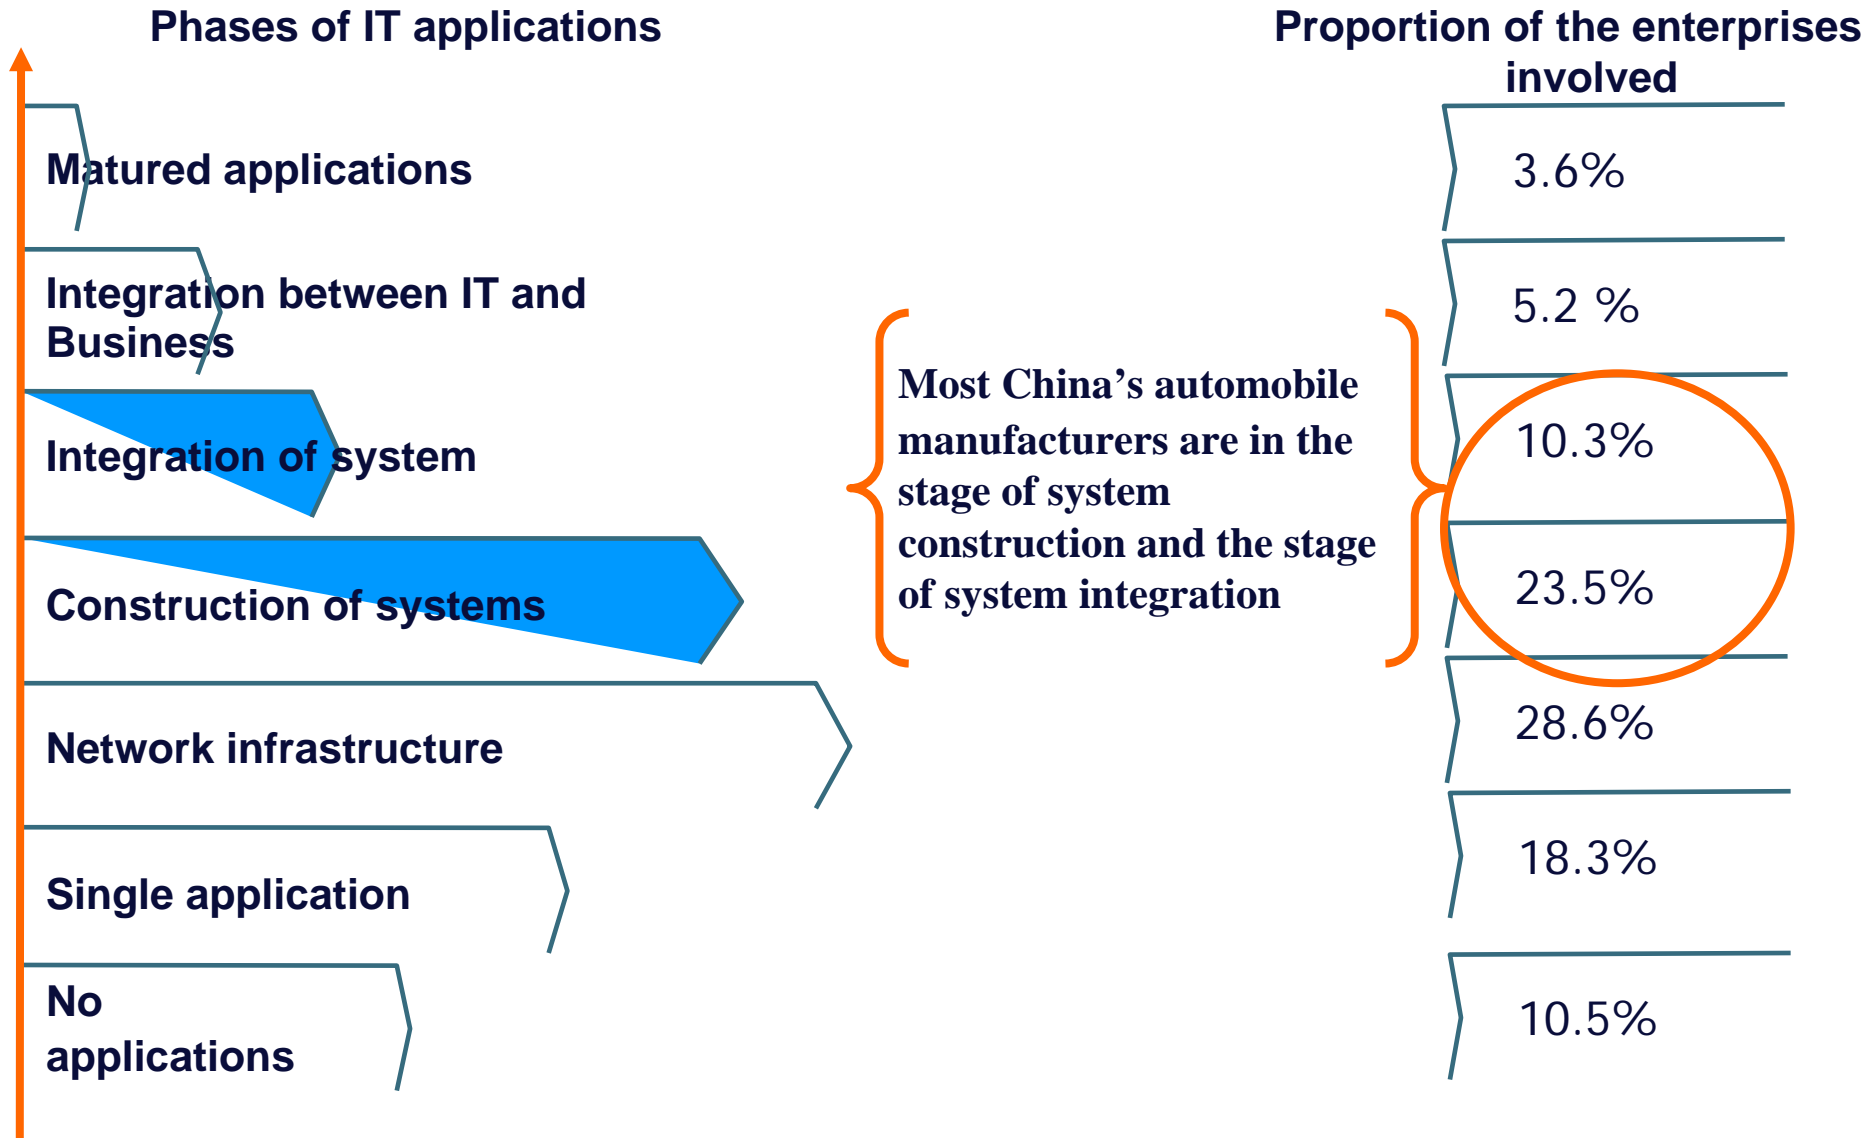 Phases of IT applications
Proportion of the enterprises
involved
Matured applications
3.6%
Integration between IT and
Business
5.2 %
Most China’s automobile
manufacturers are in the
stage of system
construction and the stage
of system integration
Integration of system
10.3%
Construction of systems
23.5%
Network infrastructure
28.6%
Single application
18.3%
No
applications
10.5%